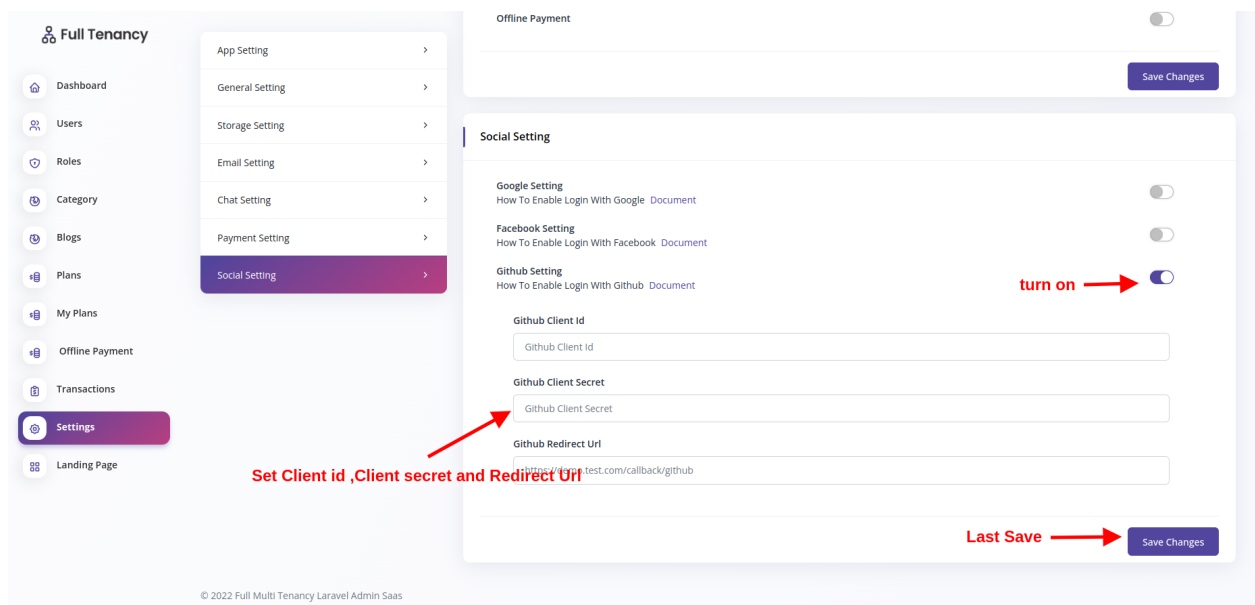 Full Tenancy
Dashboard
Users
Roles
Category
Blogs
Plans
My Plans
Offline Payment
Transactions
Settings
Landing Page
App Setting
General Setting
Storage Setting
Email Setting
Chat Setting
Payment Setting
Social Setting
Offline Payment
Save Changes
Social Setting
Google Setting
How To Enable Login With Google Document
Facebook Setting
How To Enable Login With Facebook Document
Github Setting
How To Enable Login With Github Document
turn on
Github Client Id
Github Client Id
Github Client Secret
Github Client Secret
Github Redirect Url
https://demo.test.com/callback/github
Set Client id ,Client secret and Redirect Url
Last Save
Save Changes
© 2022 Full Multi Tenancy Laravel Admin Saas